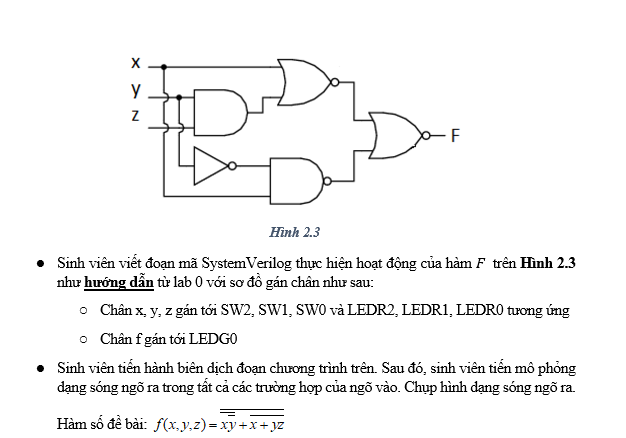 x
y
z
F
Hình 2.3
● Sinh viên viết đoạn mã SystemVerilog thực hiện hoạt động của hàm F trên Hình 2.3
như hướng dẫn từ lab 0 với sơ đồ gán chân như sau:
○ Chân x, y, z gán tới SW2, SW1, SW0 và LEDR2, LEDR1, LEDR0 tương ứng
○ Chân f gán tới LEDG0
● Sinh viên tiến hành biên dịch đoạn chương trình trên. Sau đó, sinh viên tiến mô phỏng
dạng sóng ngõ ra trong tất cả các trường hợp của ngõ vào. Chụp hình dạng sóng ngõ ra.
Hàm số đề bài: f(x,y,z) = \overline{\overline{x\overline{y}} + \overline{x + yz}}